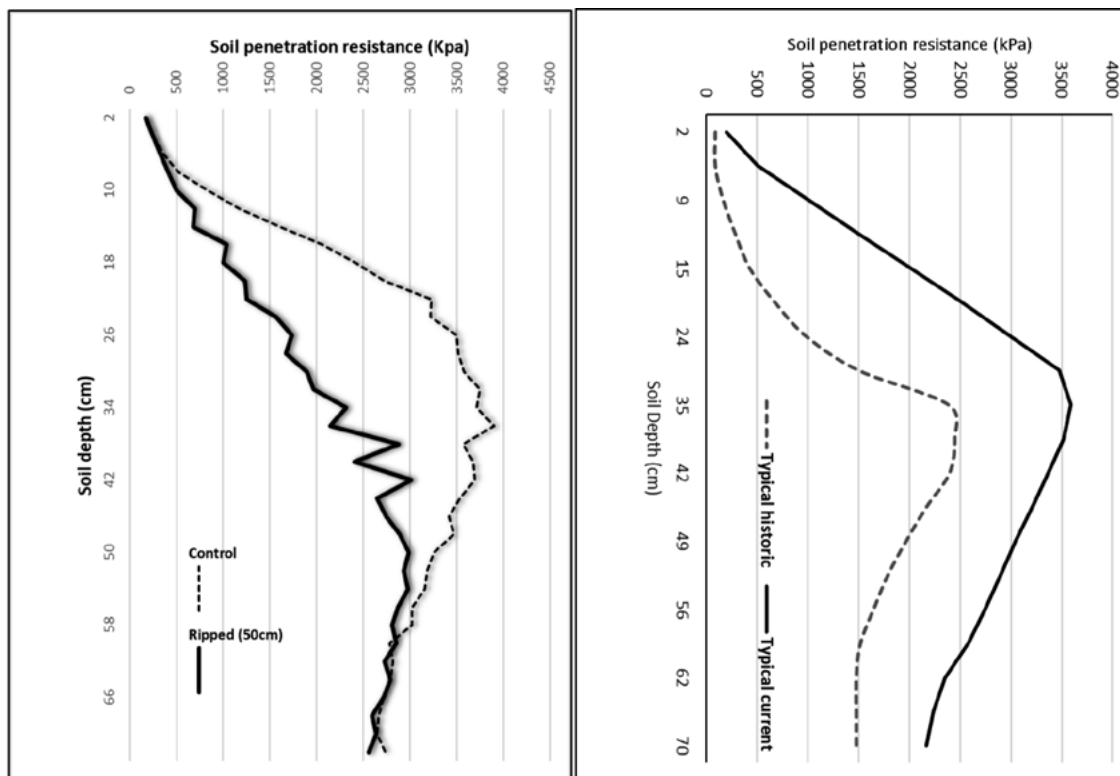 Soil penetration resistance (Kpa)
0 500 1000 1500 2000 2500 3000 3500 4000 4500
Soil depth (cm)
2
10
18
26
34
42
50
58
66
Control
Ripped (50cm)
Soil penetration resistance (kPa)
0 500 1000 1500 2000 2500 3000 3500 4000
Soil Depth (cm)
2
9
15
24
35
42
49
56
62
70
Typical historic
Typical current